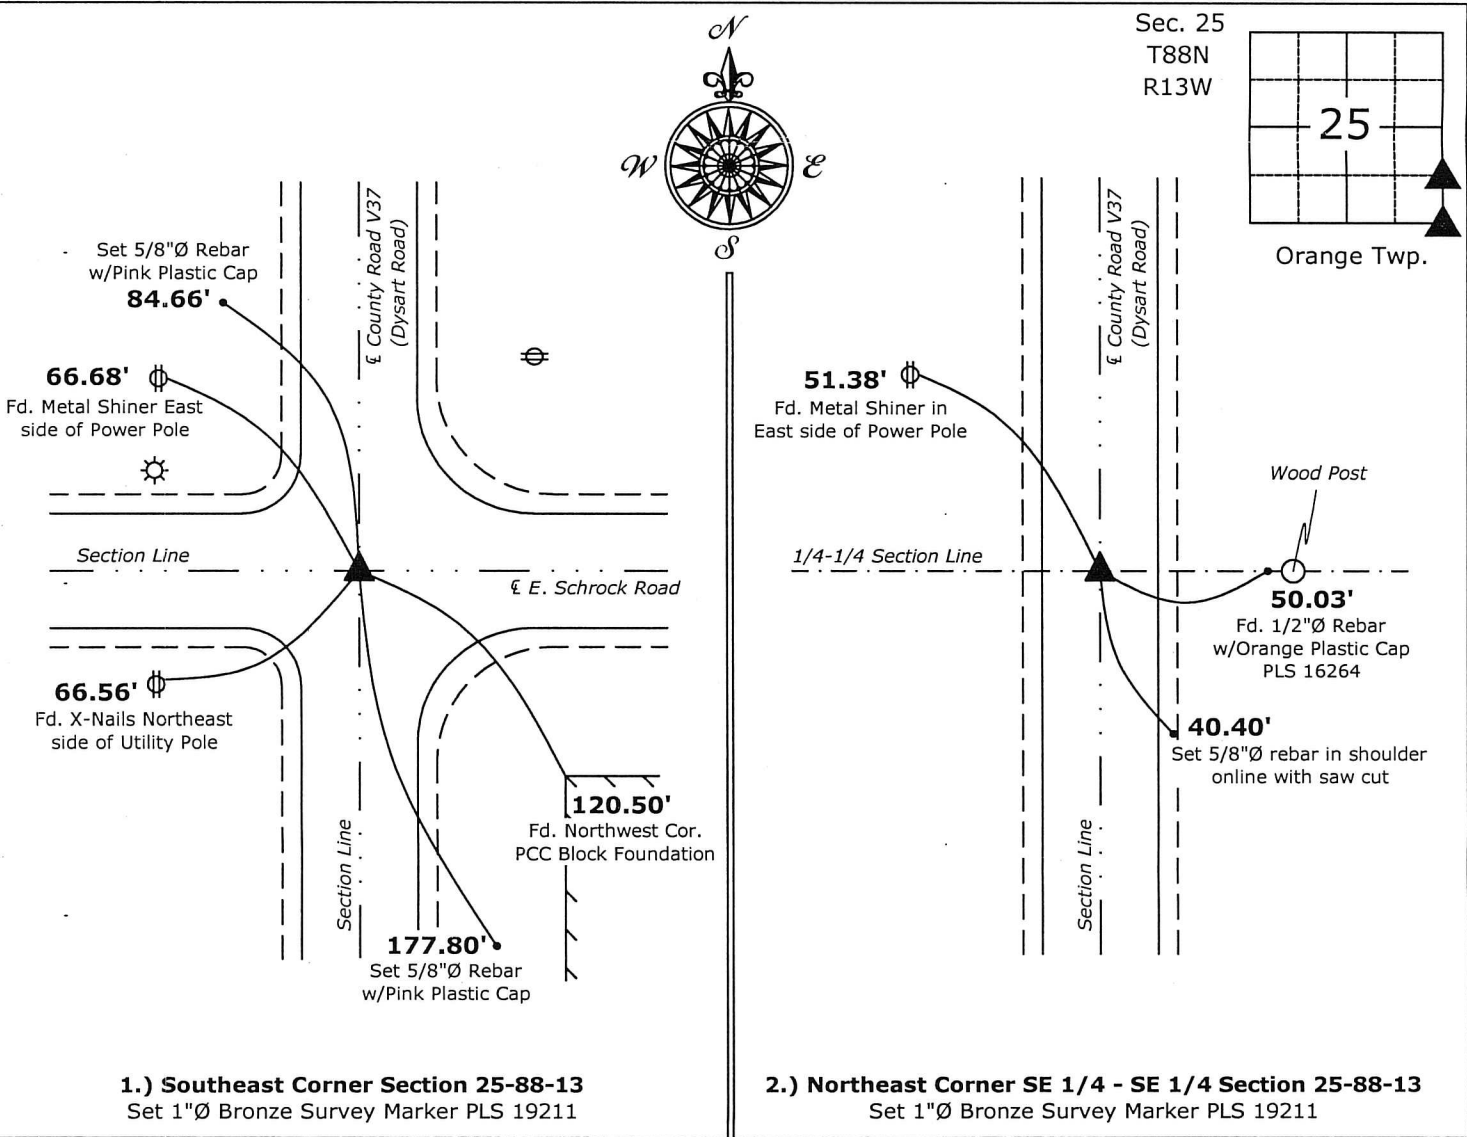 N
W
E
S
Sec. 25
T88N
R13W
25
Orange Twp.
Set 5/8"Ø Rebar
w/Pink Plastic Cap
84.66'
66.68'
Fd. Metal Shiner East
side of Power Pole
℄ County Road V37
(Dysart Road)
Section Line
℄ E. Schrock Road
66.56'
Fd. X-Nails Northeast
side of Utility Pole
120.50'
Fd. Northwest Cor.
PCC Block Foundation
Section Line
177.80'
Set 5/8"Ø Rebar
w/Pink Plastic Cap
1.) Southeast Corner Section 25-88-13
Set 1"Ø Bronze Survey Marker PLS 19211
℄ County Road V37
(Dysart Road)
51.38'
Fd. Metal Shiner in
East side of Power Pole
Wood Post
1/4-1/4 Section Line
50.03'
Fd. 1/2"Ø Rebar
w/Orange Plastic Cap
PLS 16264
40.40'
Set 5/8"Ø rebar in shoulder
online with saw cut
Section Line
2.) Northeast Corner SE 1/4 - SE 1/4 Section 25-88-13
Set 1"Ø Bronze Survey Marker PLS 19211